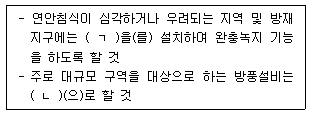 - 연안침식이 심각하거나 우려되는 지역 및 방재
지구에는 ( ㄱ )을(를) 설치하며 완충녹지 기능
을 하도록 할 것
- 주로 대규모 구역을 대상으로 하는 방풍설비는
( ㄴ )(으)로 할 것